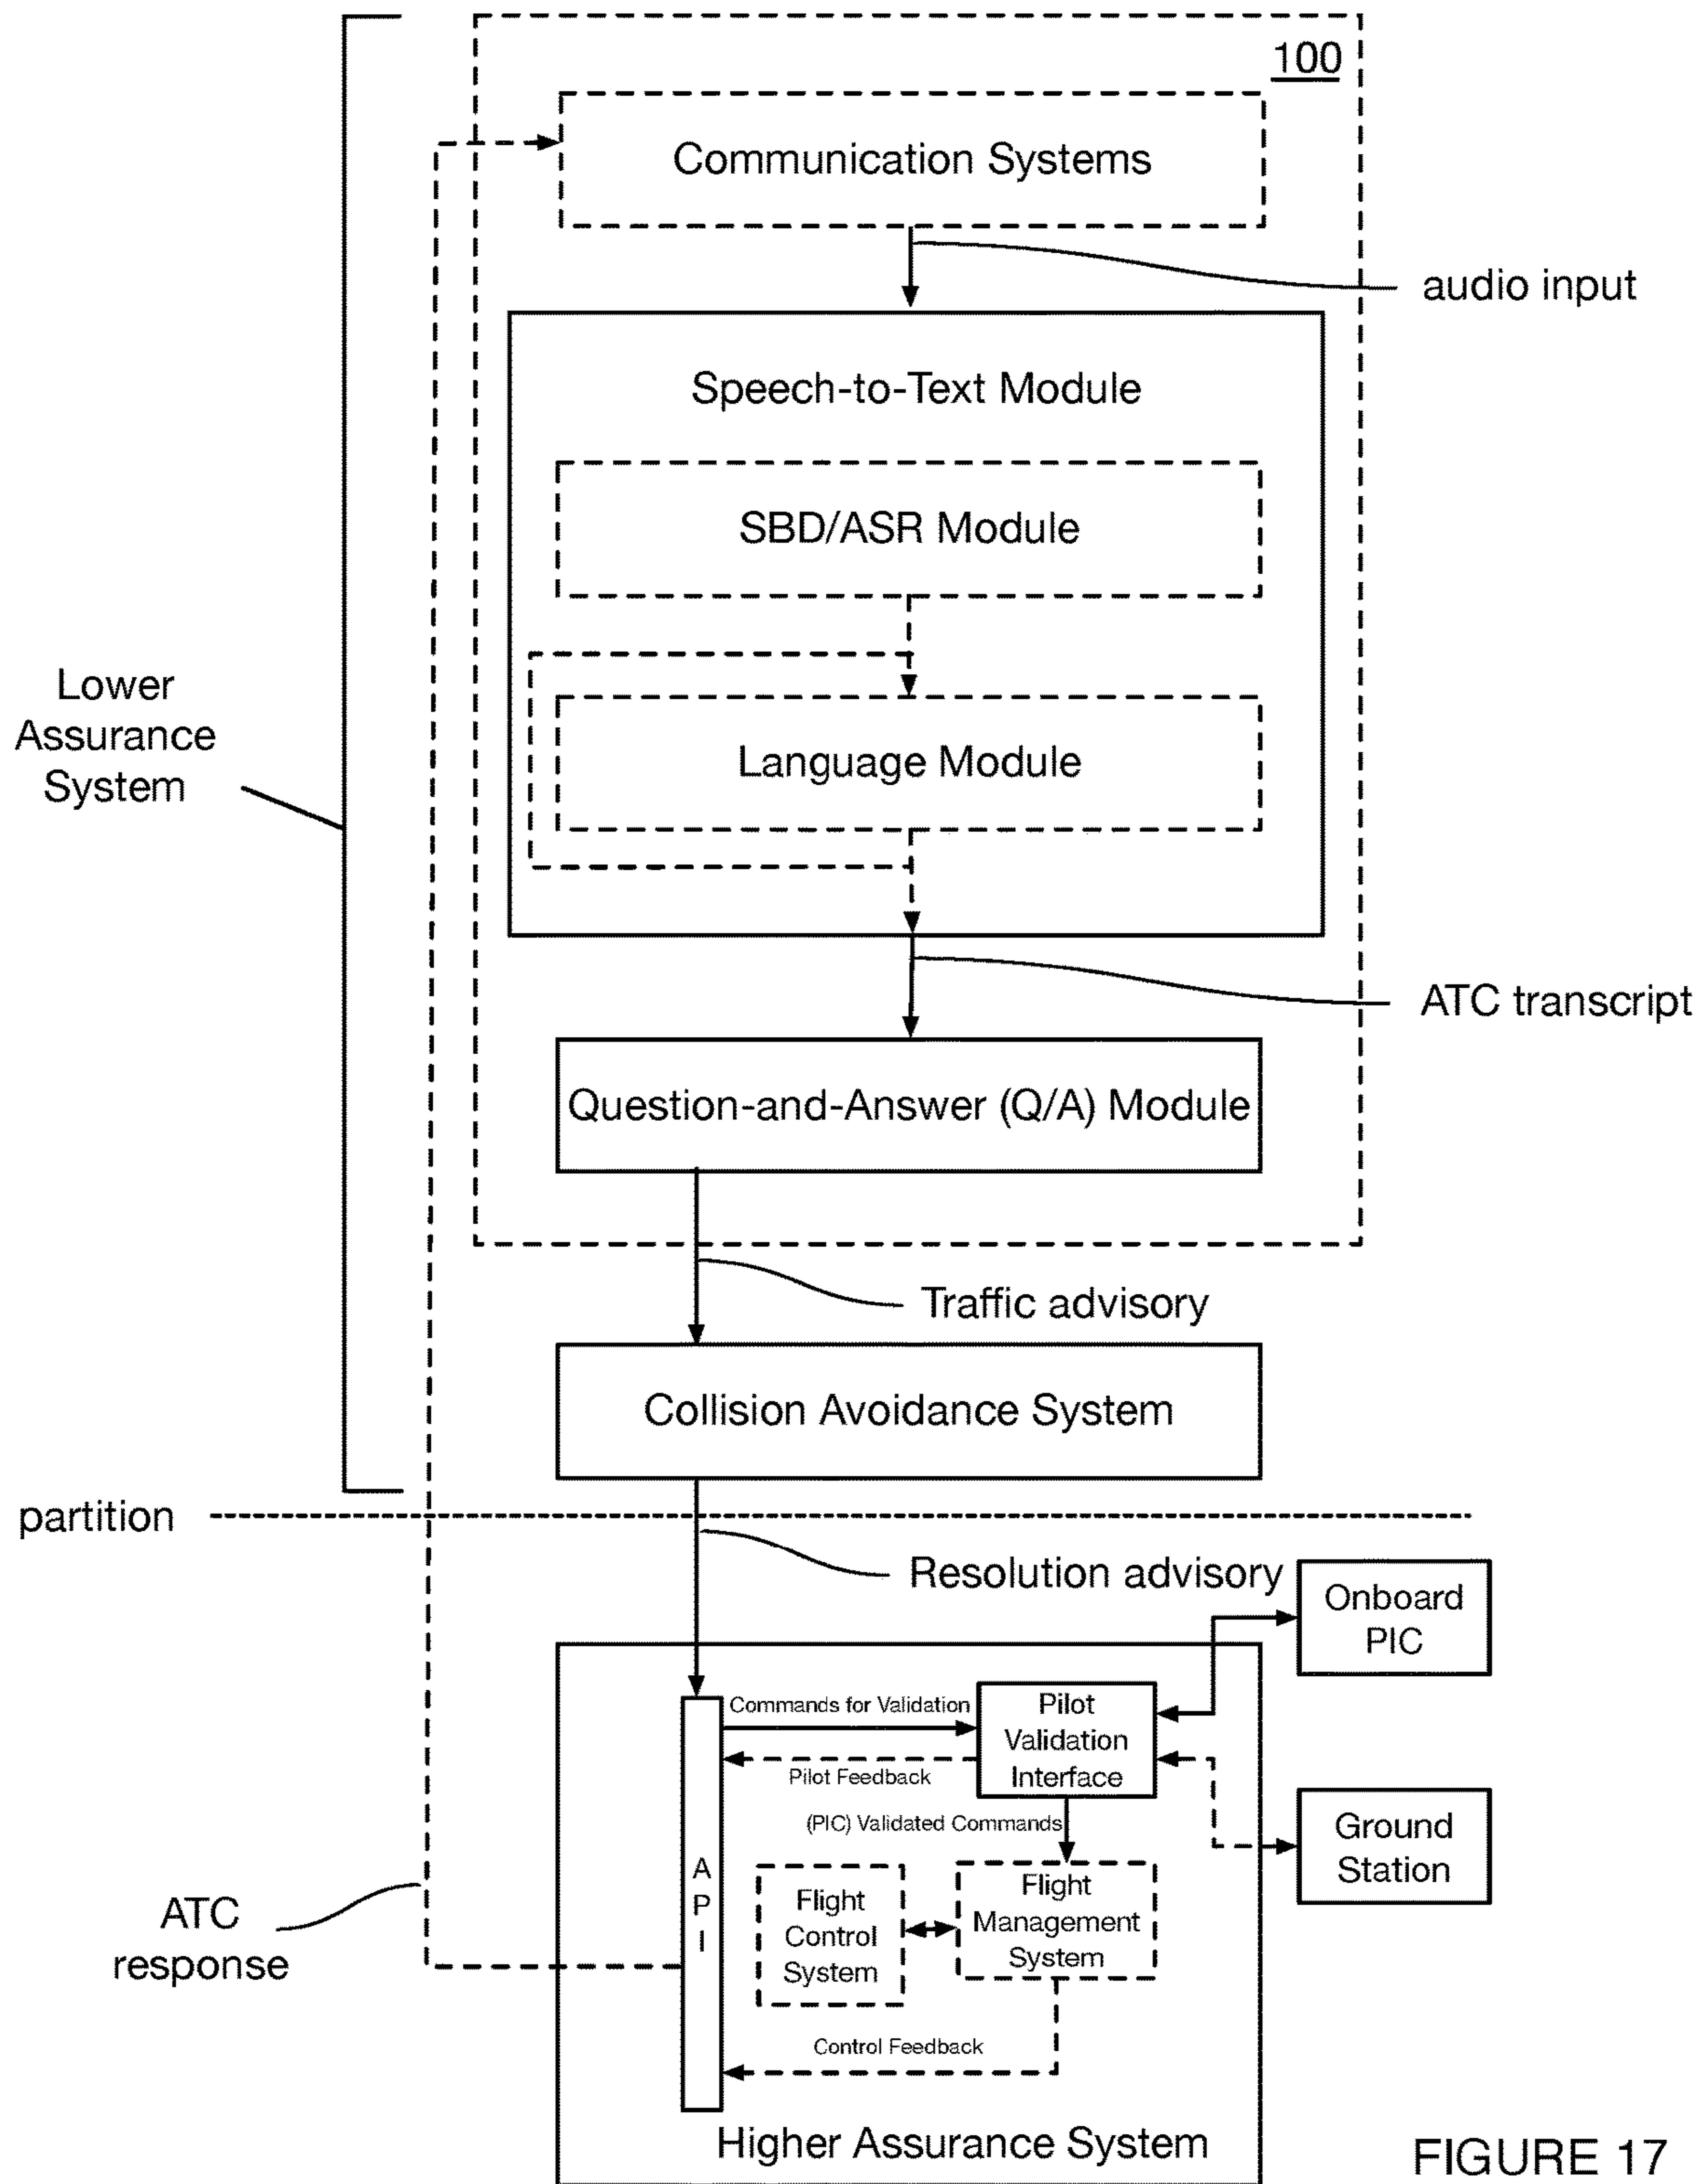 100
Communication Systems
audio input
Speech-to-Text Module
SBD/ASR Module
Lower
Assurance
System
Language Module
ATC transcript
Question-and-Answer (Q/A) Module
Traffic advisory
Collision Avoidance System
partition
Resolution advisory
Onboard
PIC
Commands for Validation
Pilot
Validation
Interface
Pilot Feedback
(PIC) Validated Commands
Ground
Station
A
P
I
Flight
Control
System
Flight
Management
System
ATC
response
Control Feedback
Higher Assurance System
FIGURE 17